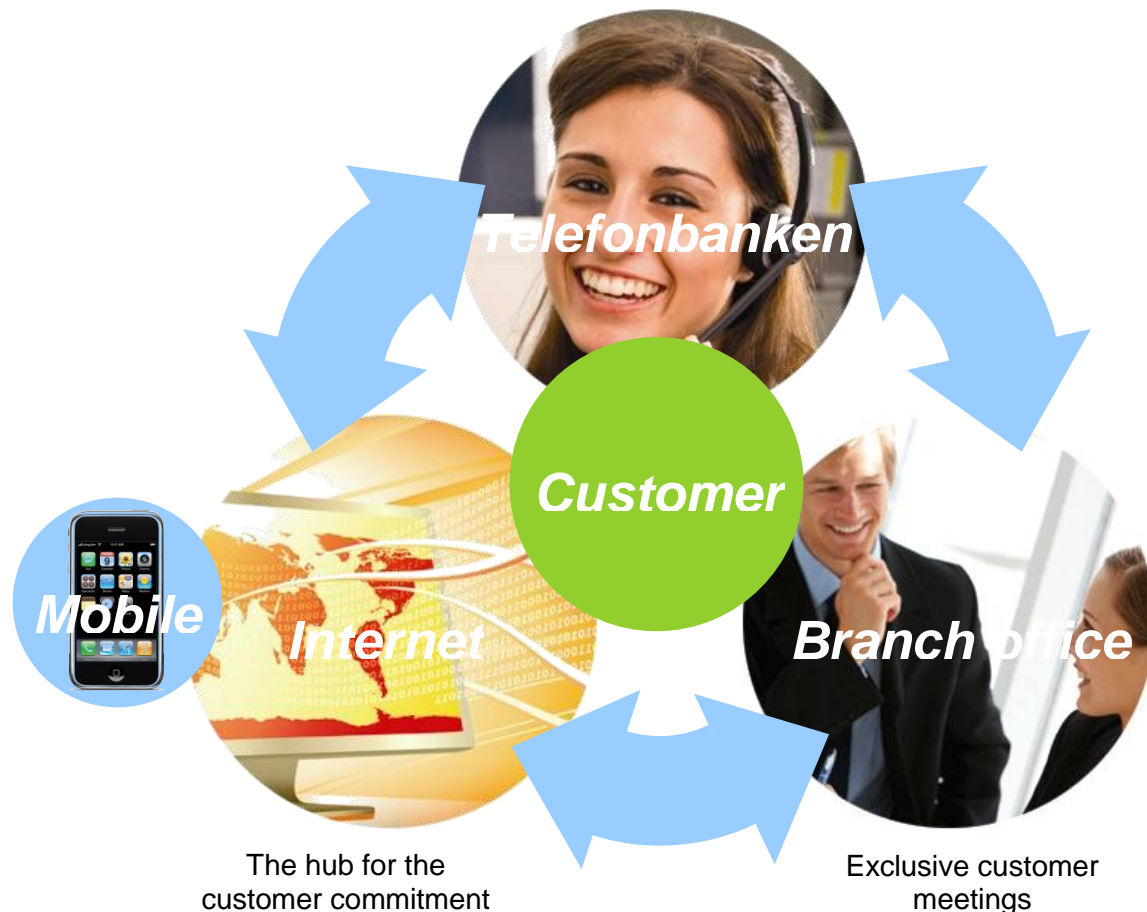 Telefonbanken
Customer
Mobile
Internet
Branch office
The hub for the
customer commitment
Exclusive customer
meetings